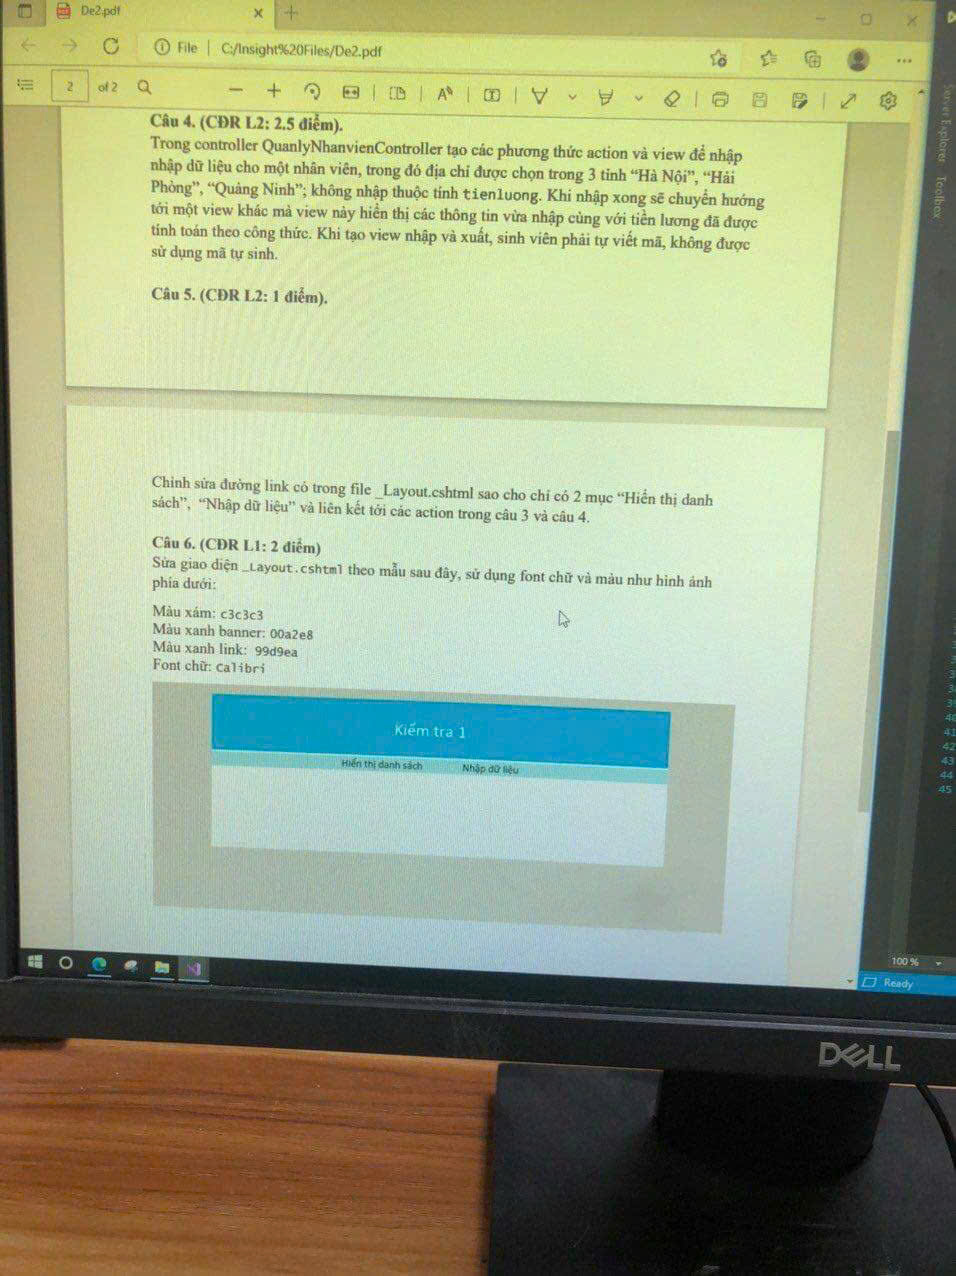 De2.pdf
File | C:/Insight%20Files/De2.pdf
2 of 2
Câu 4. (CĐR L2: 2.5 điểm).
Trong controller QuanlyNhanvienController tạo các phương thức action và view để nhập
nhập dữ liệu cho một nhân viên, trong đó địa chỉ được chọn trong 3 tỉnh “Hà Nội”, “Hải
Phòng”, “Quảng Ninh”; không nhập thuộc tính tienluong. Khi nhập xong sẽ chuyển hướng
tới một view khác mà view này hiển thị các thông tin vừa nhập cùng với tiền lương đã được
tính toán theo công thức. Khi tạo view nhập và xuất, sinh viên phải tự viết mã, không được
sử dụng mã tự sinh.
Câu 5. (CĐR L2: 1 điểm).
Chỉnh sửa đường link có trong file _Layout.cshtml sao cho chỉ có 2 mục “Hiển thị danh
sách”, “Nhập dữ liệu” và liên kết tới các action trong câu 3 và câu 4.
Câu 6. (CĐR L1: 2 điểm)
Sửa giao diện _Layout.cshtml theo mẫu sau đây, sử dụng font chữ và màu như hình ảnh
phía dưới:
Màu xám: c3c3c3
Màu xanh banner: 00a2e8
Màu xanh link: 99d9ea
Font chữ: Calibri
Kiểm tra 1
Hiển thị danh sách Nhập dữ liệu
Server Explorer Toolbox
41
42
43
44
45
100 %
Ready
DELL